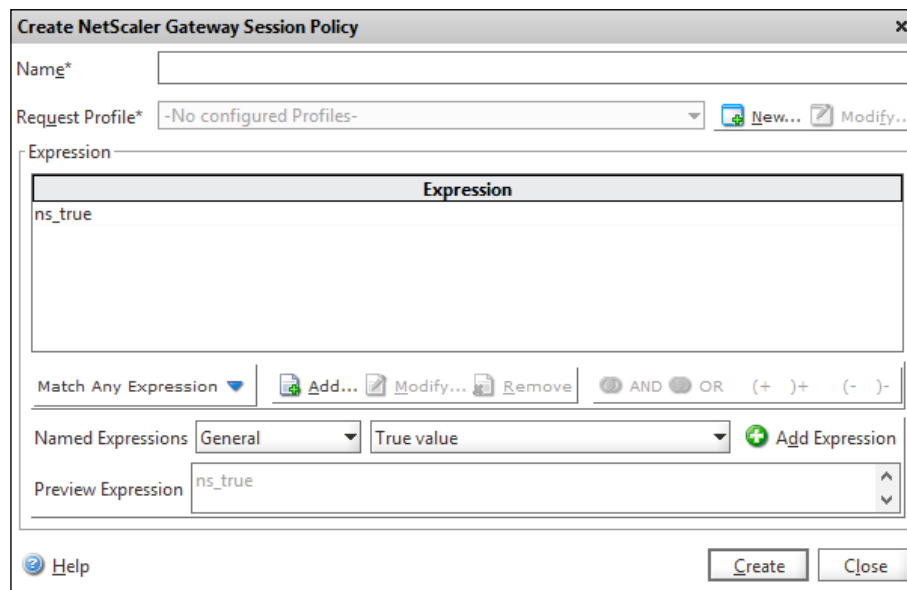 Create NetScaler Gateway Session Policy
Name*
Request Profile* -No configured Profiles- New... Modify..
Expression
Expression
ns_true
Match Any Expression Add... Modify... Remove AND OR (+ )+ (- )-
Named Expressions General True value Add Expression
Preview Expression ns_true
Help Create Close